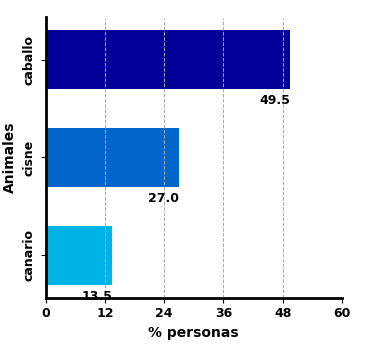 caballo
49.5
cisne
27.0
canario
13.5
Animales
0 12 24 36 48 60
% personas